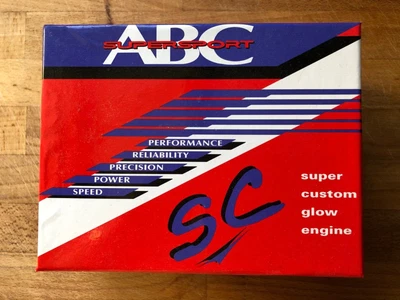 ABC
SUPERSPORT
PERFORMANCE
RELIABILITY
PRECISION
POWER
SPEED
SC
super
custom
glow
engine